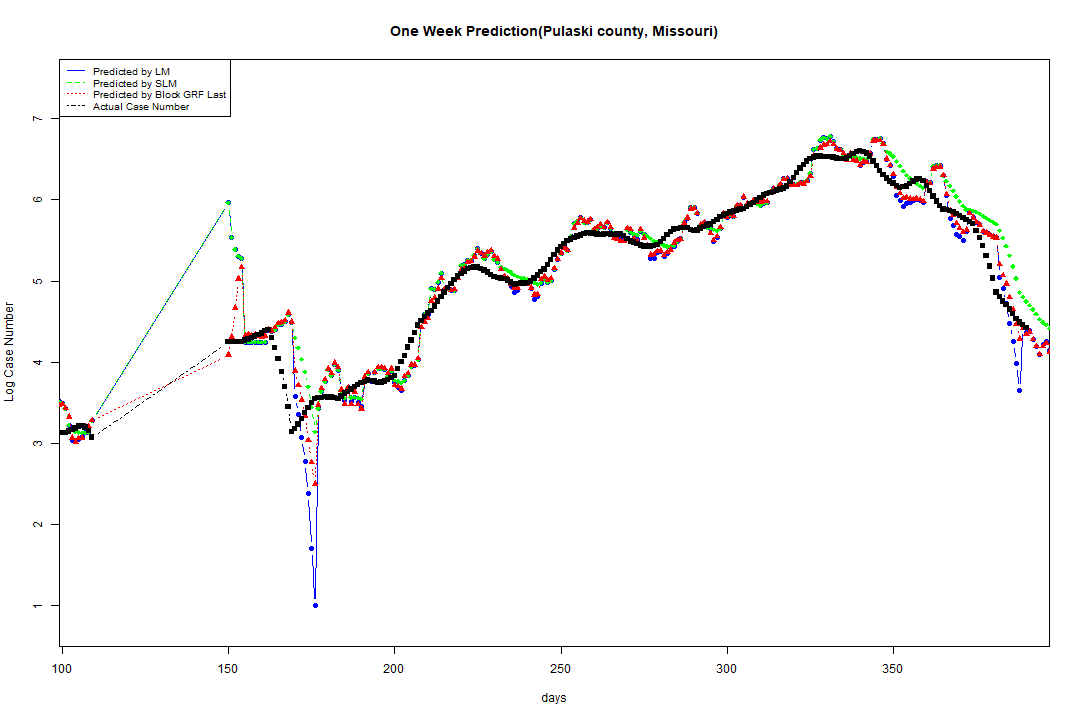 One Week Prediction(Pulaski county, Missouri)
Predicted by LM
Predicted by SLM
Predicted by Block GRF Last
Actual Case Number
7
6
5
4
3
2
1
Log Case Number
100 150 200 250 300 350
days